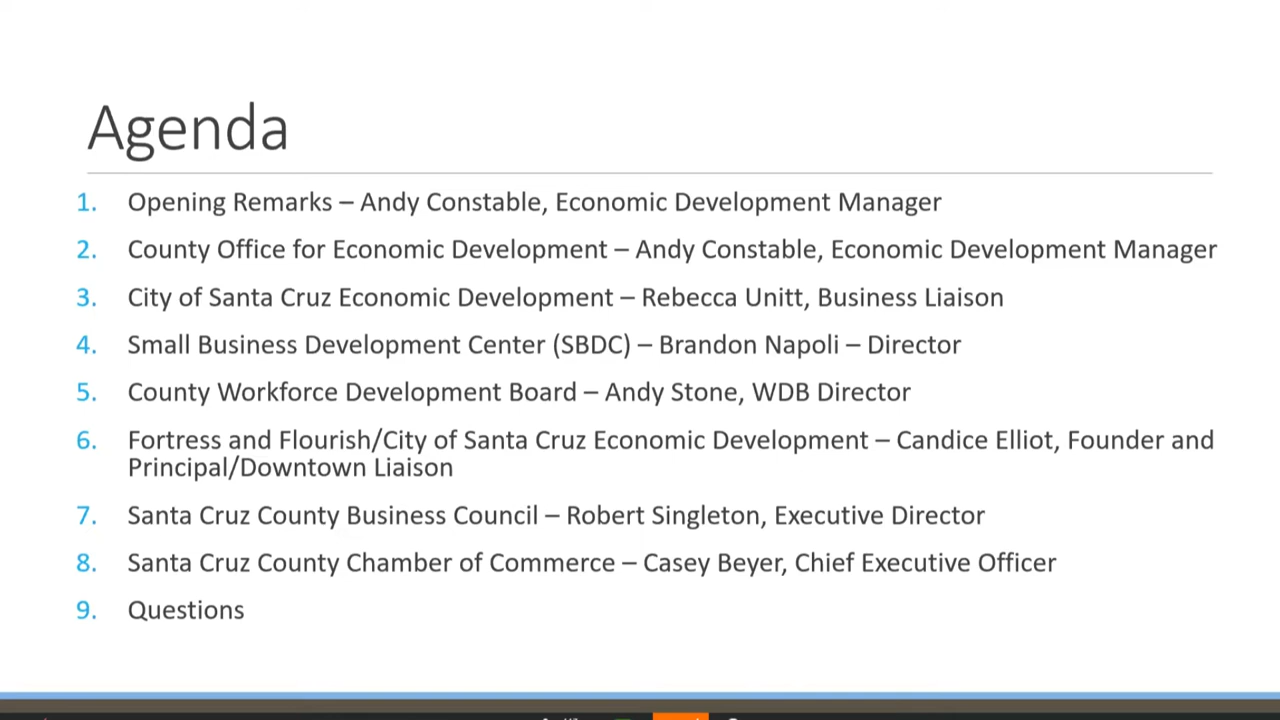 Agenda
1. Opening Remarks – Andy Constable, Economic Development Manager
2. County Office for Economic Development – Andy Constable, Economic Development Manager
3. City of Santa Cruz Economic Development – Rebecca Unitt, Business Liaison
4. Small Business Development Center (SBDC) – Brandon Napoli – Director
5. County Workforce Development Board – Andy Stone, WDB Director
6. Fortress and Flourish/City of Santa Cruz Economic Development – Candice Elliot, Founder and
Principal/Downtown Liaison
7. Santa Cruz County Business Council – Robert Singleton, Executive Director
8. Santa Cruz County Chamber of Commerce – Casey Beyer, Chief Executive Officer
9. Questions